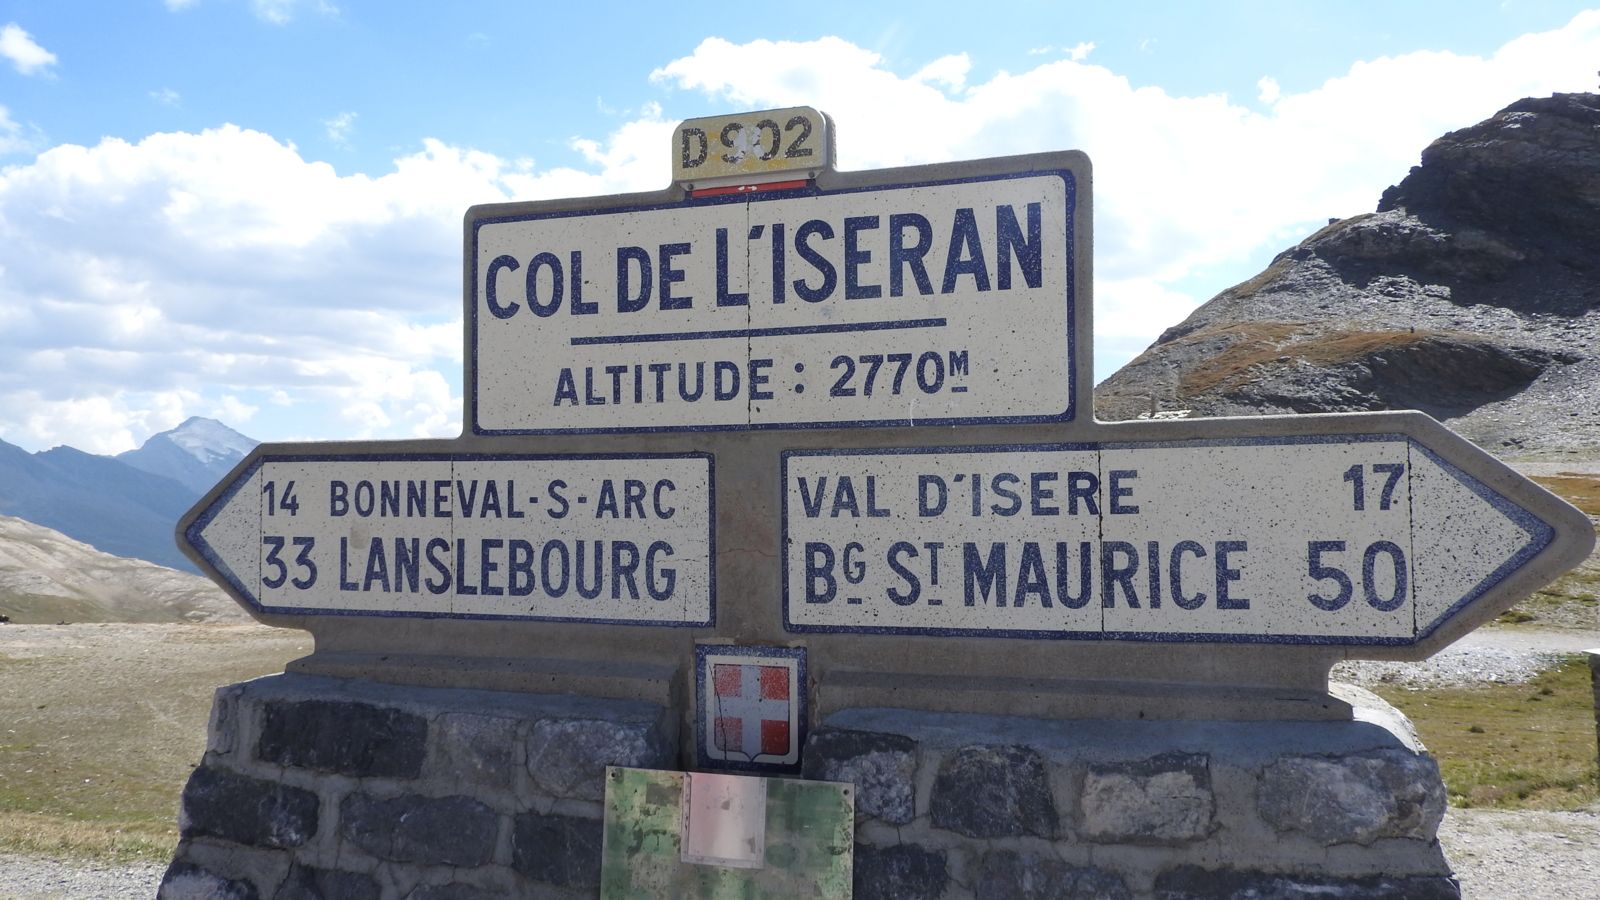 D 902
COL DE L'ISERAN
ALTITUDE : 2770M
14 BONNEVAL-S-ARC
33 LANSLEBOURG
VAL D'ISERE 17
BG ST MAURICE 50